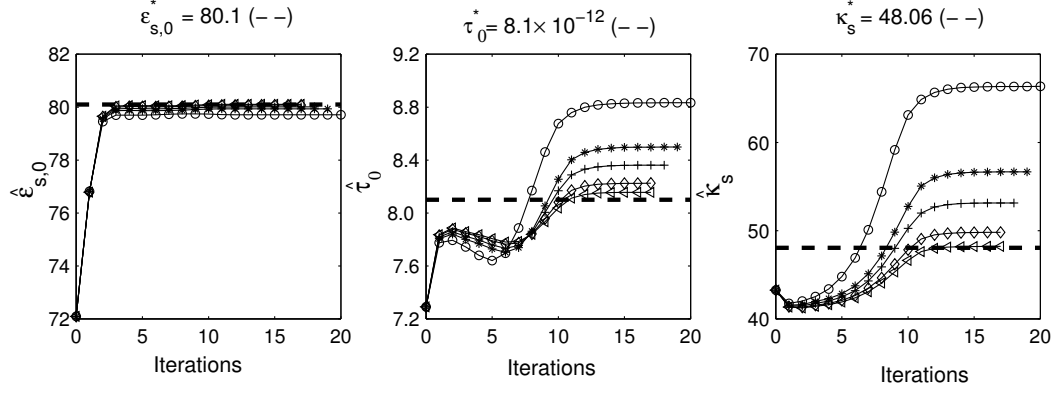 ε*s,0 = 80.1 (– –)
τ*0 = 8.1× 10−12 (– –)
κ*s = 48.06 (– –)
82
80
78
76
74
72
ε̂s,0
0 5 10 15 20
Iterations
9.2
8.8
8.4
8.0
7.6
7.2
τ̂0
0 5 10 15 20
Iterations
70
60
50
40
κ̂s
0 5 10 15 20
Iterations